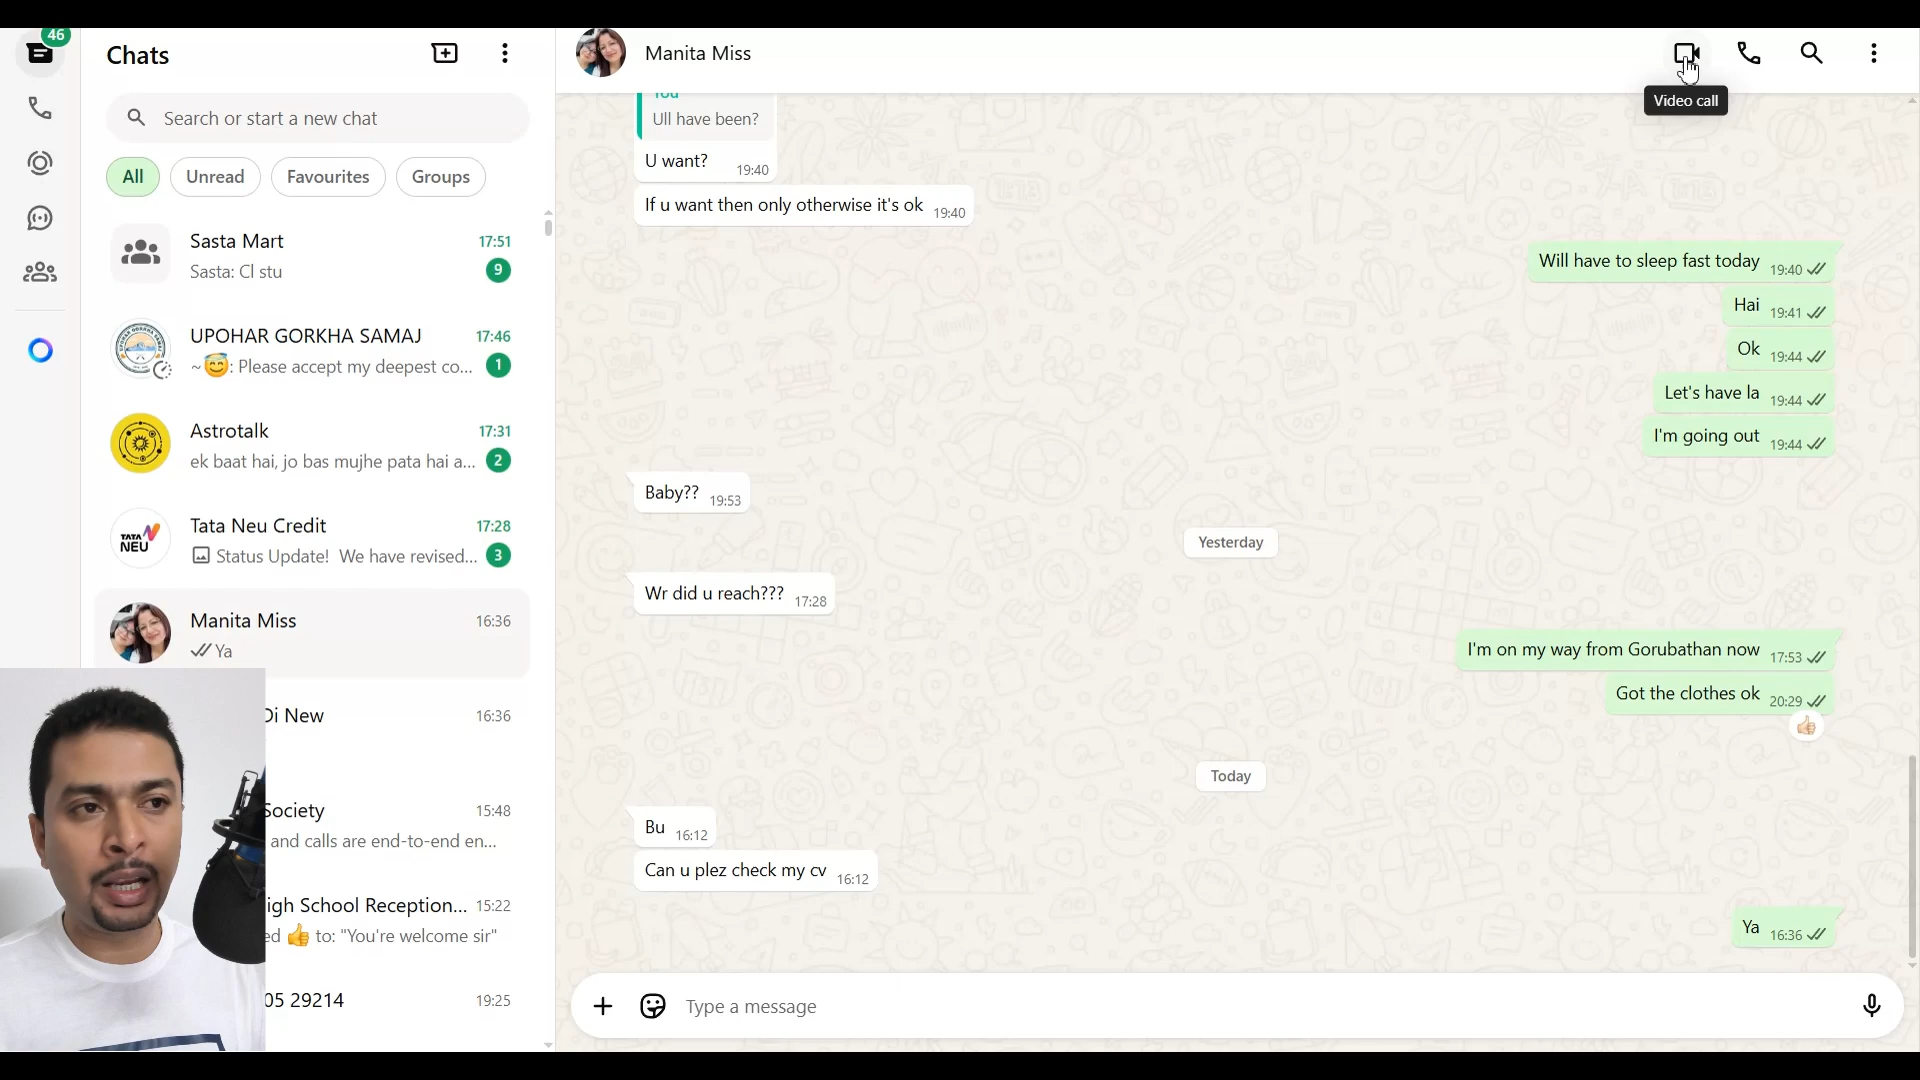 46
Chats
Search or start a new chat
All
Unread
Favourites
Groups
Sasta Mart
17:51
Sasta: Cl stu
9
UPOHAR GORKHA SAMAJ
17:46
~😇: Please accept my deepest co...
1
Astrotalk
17:31
ek baat hai, jo bas mujhe pata hai a...
2
TATA
NEU
Tata Neu Credit
17:28
Status Update! We have revised...
3
Manita Miss
16:36
Ya
Di New
16:36
Society
15:48
and calls are end-to-end en...
igh School Reception...
15:22
ed 👍 to: "You're welcome sir"
05 29214
19:25
Manita Miss
Video call
You
Ull have been?
U want?
19:40
If u want then only otherwise it's ok
19:40
Will have to sleep fast today
19:40
Hai
19:41
Ok
19:44
Let's have la
19:44
I'm going out
19:44
Baby??
19:53
Yesterday
Wr did u reach???
17:28
I'm on my way from Gorubathan now
17:53
Got the clothes ok
20:29
👍🏻
Today
Bu
16:12
Can u plez check my cv
16:12
Ya
16:36
Type a message